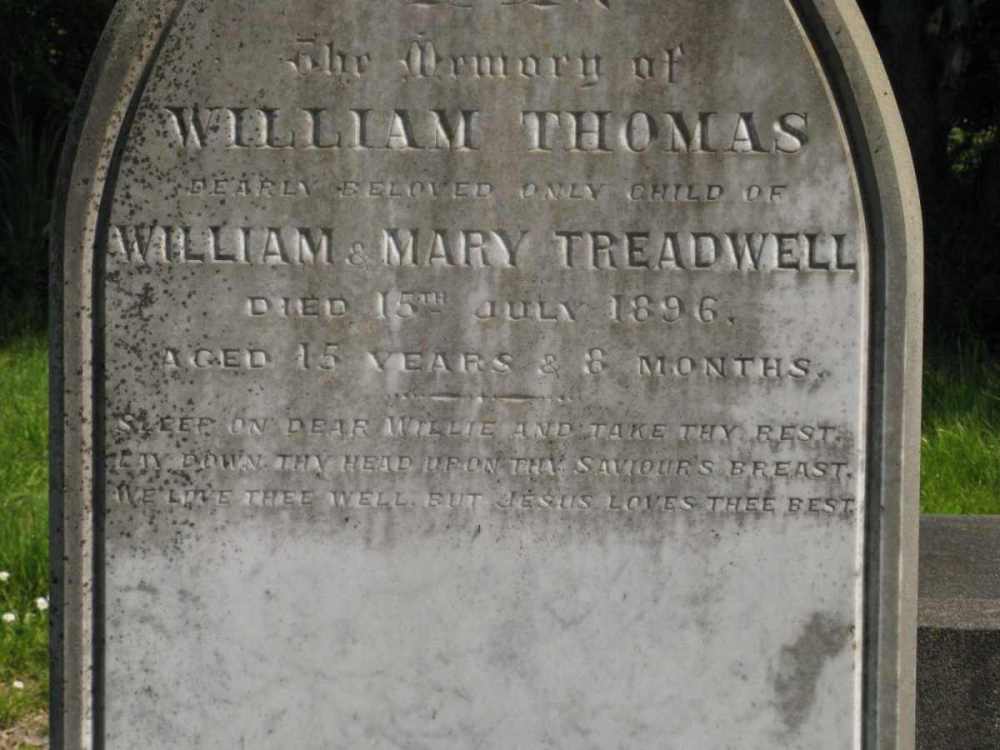 The Memory of
WILLIAM THOMAS
DEARLY BELOVED ONLY CHILD OF
WILLIAM & MARY TREADWELL
DIED 15TH JULY 1896.
AGED 15 YEARS & 8 MONTHS.
SLEEP ON DEAR WILLIE AND TAKE THY REST.
LAY DOWN THY HEAD UPON THY SAVIOURS BREAST.
WE LOVE THEE WELL. BUT JESUS LOVES THEE BEST